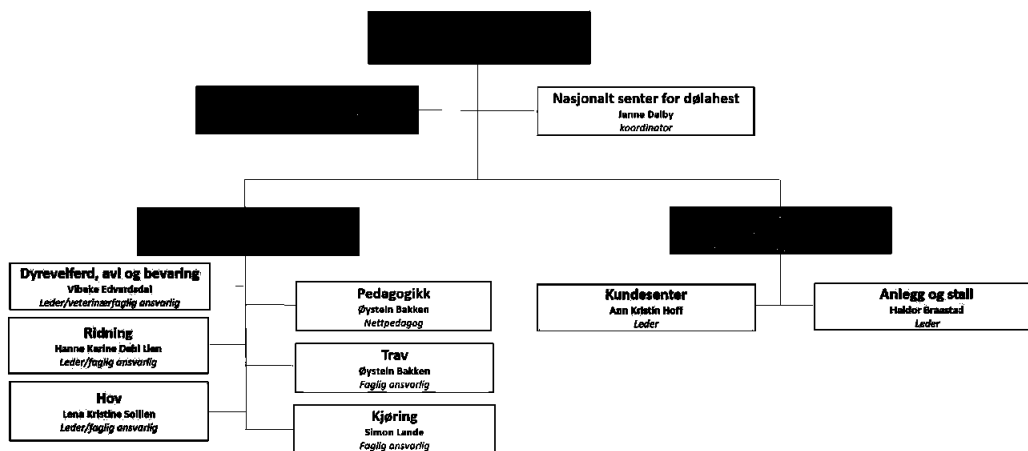 Nasjonalt senter for dølahest
Janne Dalby
koordinator
Dyrevelferd, avl og bevaring
Vibeke Edvardsdal
Leder/veterinærfaglig ansvarlig
Ridning
Hanne Karine Dahl Lien
Leder/faglig ansvarlig
Hov
Lena Kristine Sollien
Leder/faglig ansvarlig
Pedagogikk
Øystein Bakken
Nettpedagog
Trav
Øystein Bakken
Faglig ansvarlig
Kjøring
Simon Lande
Faglig ansvarlig
Kundesenter
Ann Kristin Hoff
Leder
Anlegg og stall
Haldor Braastad
Leder